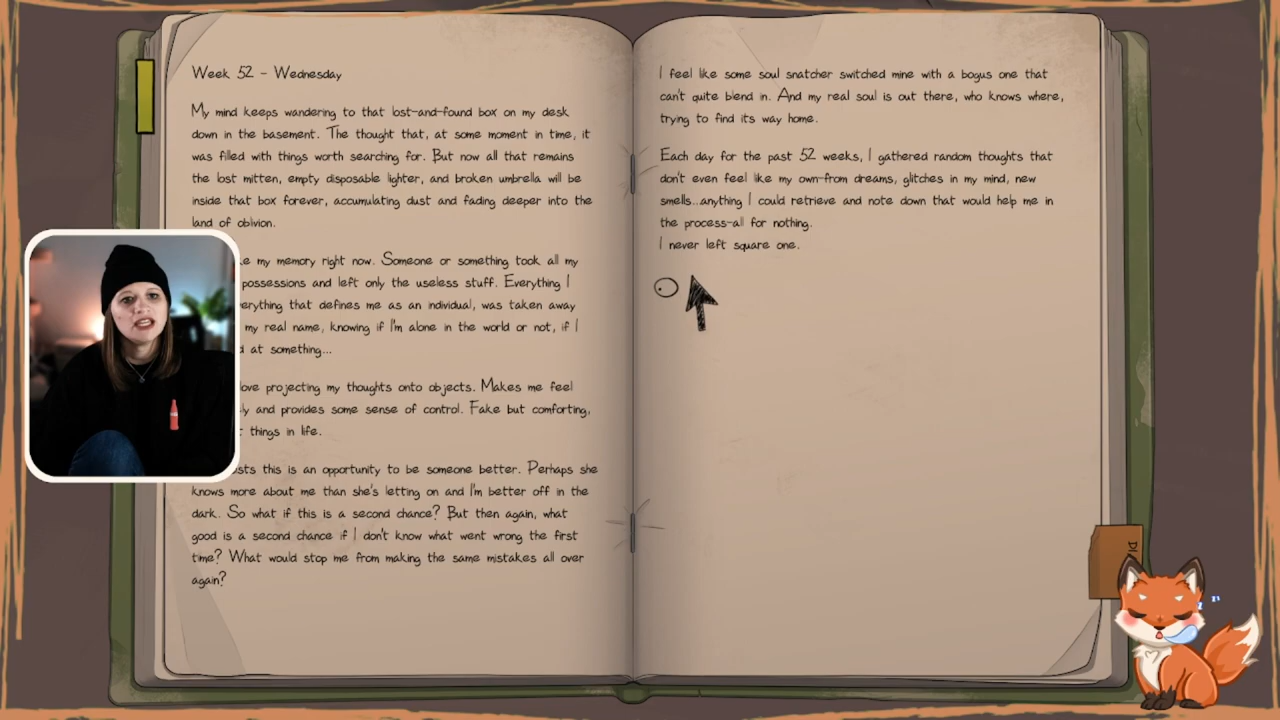 Week 52 - Wednesday
My mind keeps wandering to that lost-and-found box on my desk
down in the basement. The thought that, at some moment in time, it
was filled with things worth searching for. But now all that remains
the lost mitten, empty disposable lighter, and broken umbrella will be
inside that box forever, accumulating dust and fading deeper into the
land of oblivion.
my memory right now. Someone or something took all my
possessions and left only the useless stuff. Everything I
that defines me as an individual, was taken away
my real name, knowing if I'm alone in the world or not, if I
at something...
love projecting my thoughts onto objects. Makes me feel
and provides some sense of control. Fake but comforting,
things in life.
this is an opportunity to be someone better. Perhaps she
knows more about me than she's letting on and I'm better off in the
dark. So what if this is a second chance? But then again, what
good is a second chance if I don't know what went wrong the first
time? What would stop me from making the same mistakes all over
again?
I feel like some soul snatcher switched mine with a bogus one that
can't quite blend in. And my real soul is out there, who knows where,
trying to find its way home.
Each day for the past 52 weeks, I gathered random thoughts that
don't even feel like my own-from dreams, glitches in my mind, new
smells...anything I could retrieve and note down that would help me in
the process-all for nothing.
I never left square one.